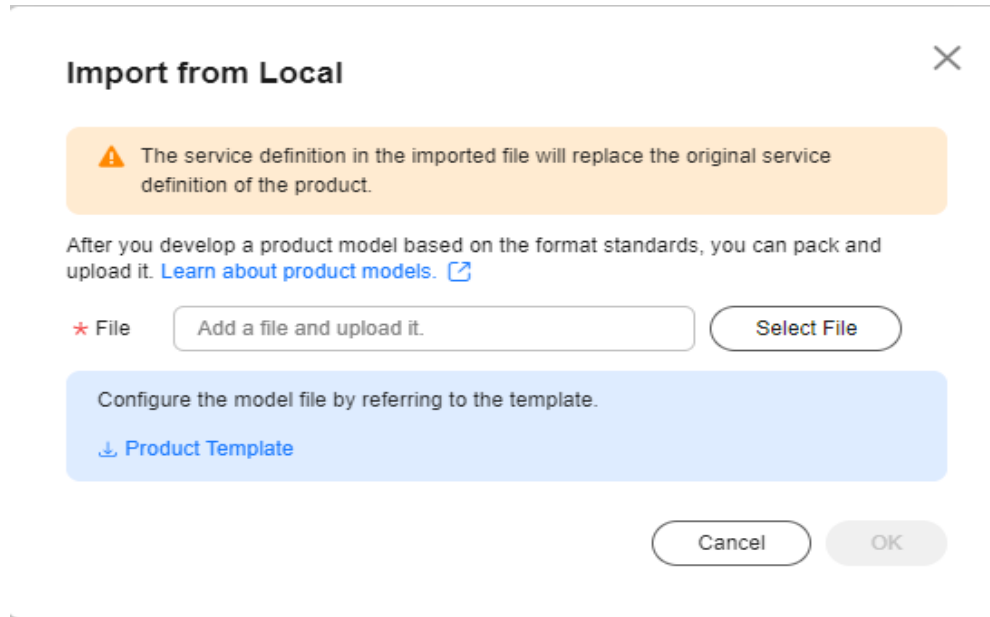 Import from Local
The service definition in the imported file will replace the original service
definition of the product.
After you develop a product model based on the format standards, you can pack and
upload it. Learn about product models.
* File Add a file and upload it. Select File
Configure the model file by referring to the template.
Product Template
Cancel OK